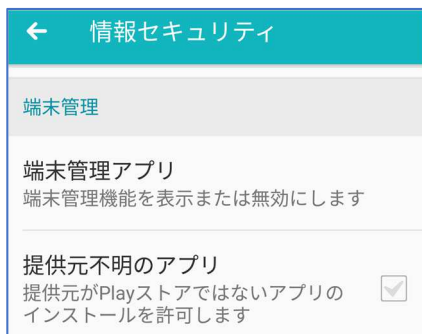 情報セキュリティ
端末管理
端末管理アプリ
端末管理機能を表示または無効にします
提供元不明のアプリ
提供元がPlayストアではないアプリの
インストールを許可します